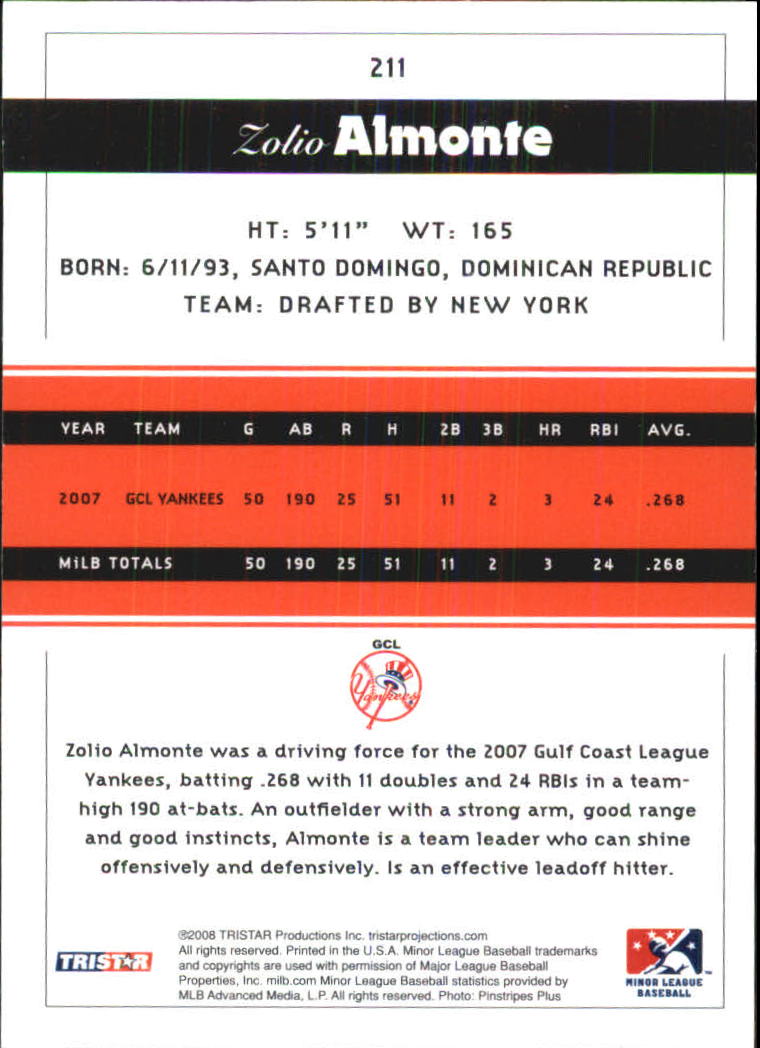 211
Zolio Almonte
HT: 5'11" WT: 165
BORN: 6/11/93, SANTO DOMINGO, DOMINICAN REPUBLIC
TEAM: DRAFTED BY NEW YORK
YEAR TEAM G AB R H 2B 3B HR RBI AVG.
2007 GCL YANKEES 50 190 25 51 11 2 3 24 .268
MiLB TOTALS 50 190 25 51 11 2 3 24 .268
GCL
Yankees
Zolio Almonte was a driving force for the 2007 Gulf Coast League
Yankees, batting .268 with 11 doubles and 24 RBIs in a team-
high 190 at-bats. An outfielder with a strong arm, good range
and good instincts, Almonte is a team leader who can shine
offensively and defensively. Is an effective leadoff hitter.
TRISTAR
®2008 TRISTAR Productions Inc. tristarprojections.com
All rights reserved. Printed in the U.S.A. Minor League Baseball trademarks
and copyrights are used with permission of Major League Baseball
Properties, Inc. milb.com Minor League Baseball statistics provided by
MLB Advanced Media, L.P. All rights reserved. Photo: Pinstripes Plus
MINOR LEAGUE
BASEBALL